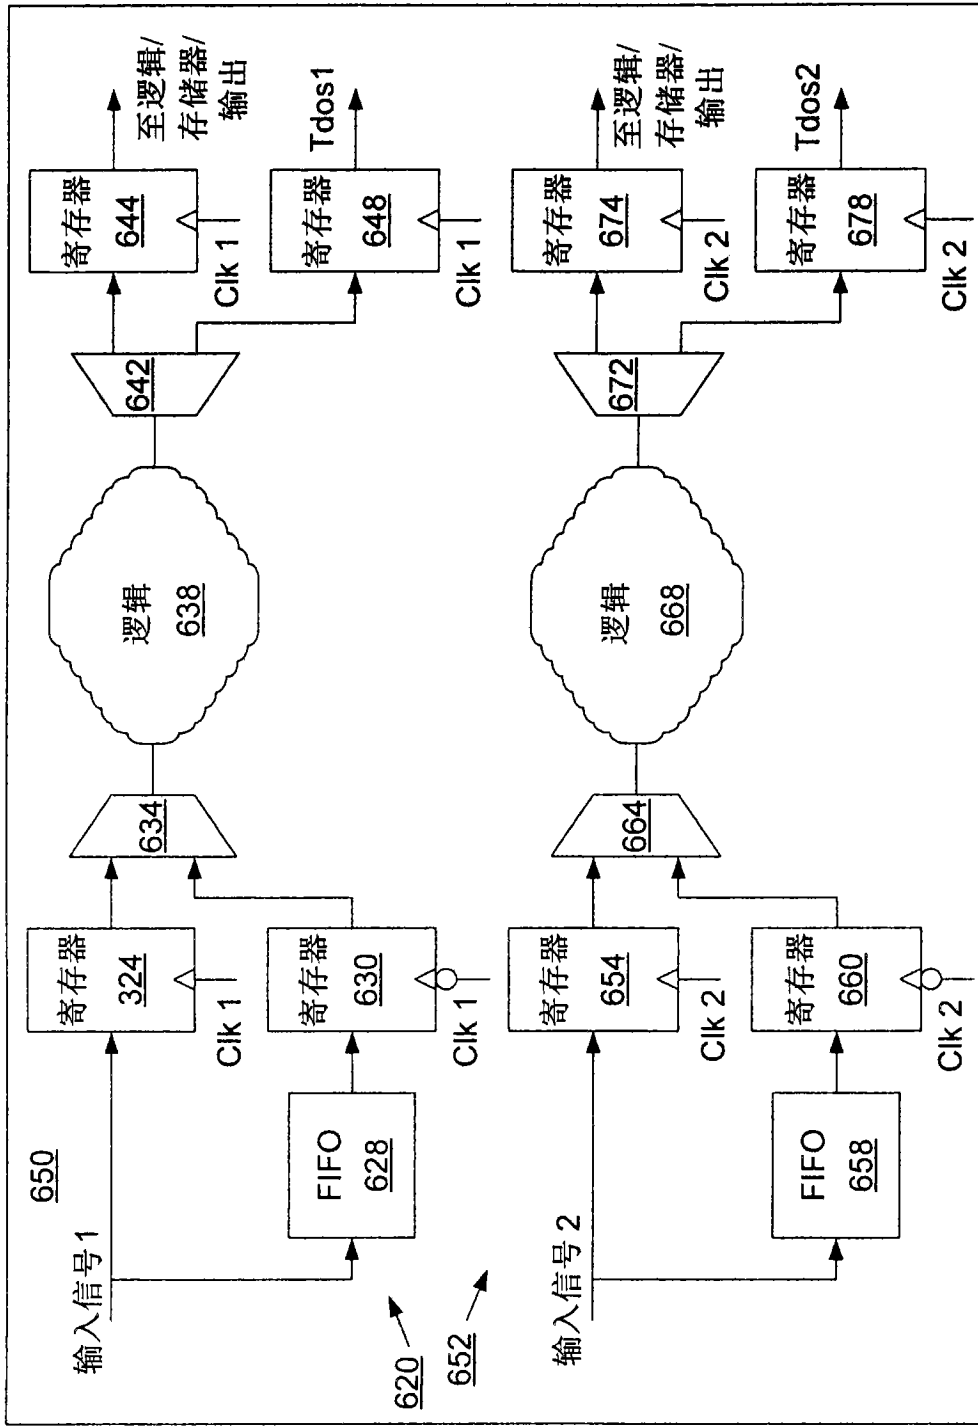 650
输入信号1
寄存器
324
Clk 1
FIFO
628
寄存器
630
Clk 1
634
逻辑
638
642
寄存器
644
Clk 1
至逻辑/
存储器/
输出
寄存器
648
Clk 1
Tdos1
620
652
输入信号2
寄存器
654
Clk 2
FIFO
658
寄存器
660
Clk 2
664
逻辑
668
672
寄存器
674
Clk 2
至逻辑/
存储器/
输出
寄存器
678
Clk 2
Tdos2